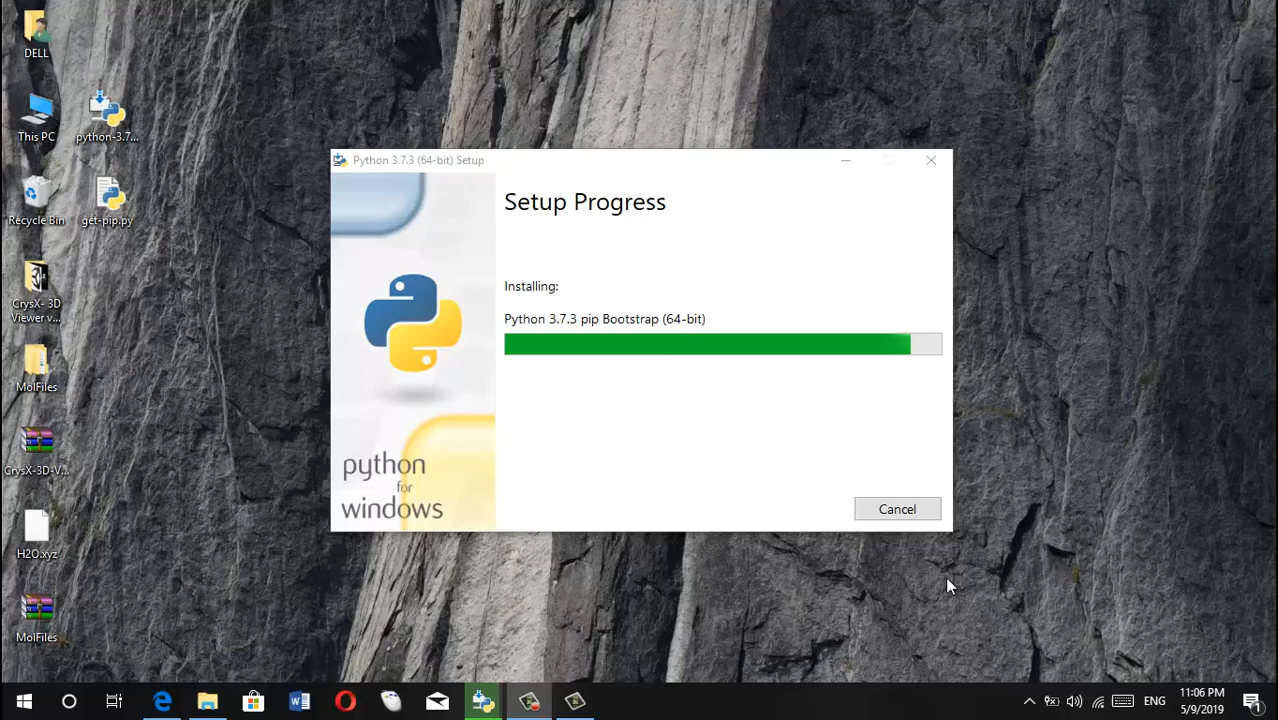 DELL
This PC
python-3.7...
Recycle Bin
get-pip.py
CrysX- 3D
Viewer v...
MolFiles
CrysX-3D-V...
H2O.xyz
MolFiles
Python 3.7.3 (64-bit) Setup
Setup Progress
Installing:
Python 3.7.3 pip Bootstrap (64-bit)
python
for
windows
Cancel
ENG
11:06 PM
5/9/2019
1